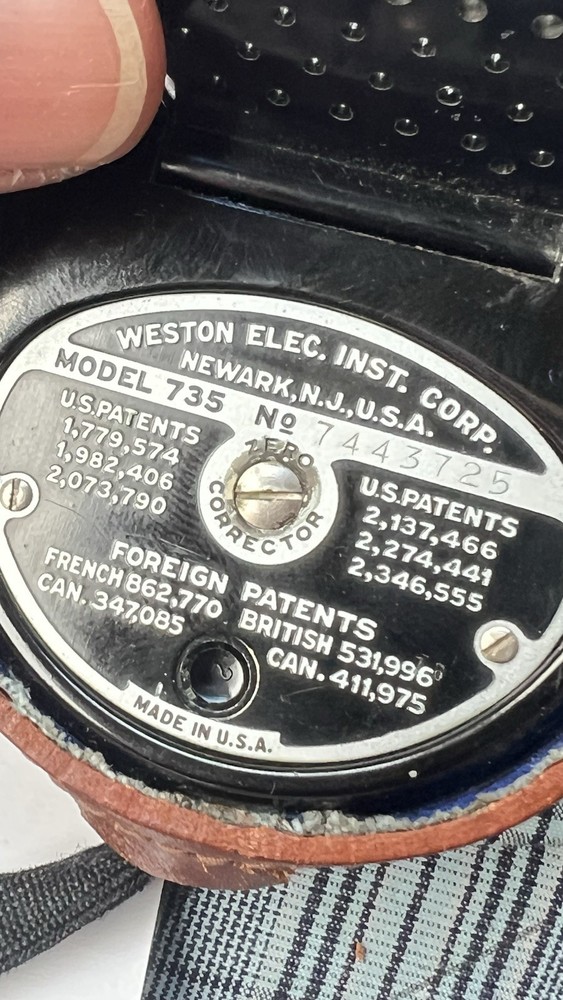 WESTON ELEC. INST. CORP.
NEWARK, N.J., U.S.A.
MODEL 735 Nº 7443725
U.S. PATENTS
1,779,574
1,982,406
2,073,790
ZERO
CORRECTOR
U.S. PATENTS
2,137,466
2,274,441
2,346,555
FOREIGN PATENTS
FRENCH 862,770 BRITISH 531,996
CAN. 347,085 CAN. 411,975
MADE IN U.S.A.